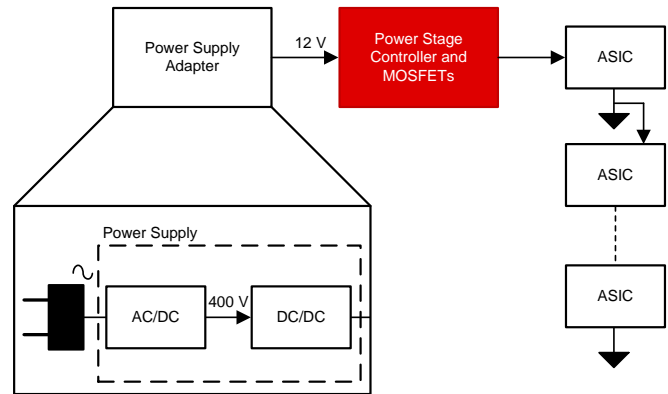 Power Supply
Adapter
12 V
Power Stage
Controller and
MOSFETs
ASIC
ASIC
Power Supply
AC/DC
400 V
DC/DC
ASIC